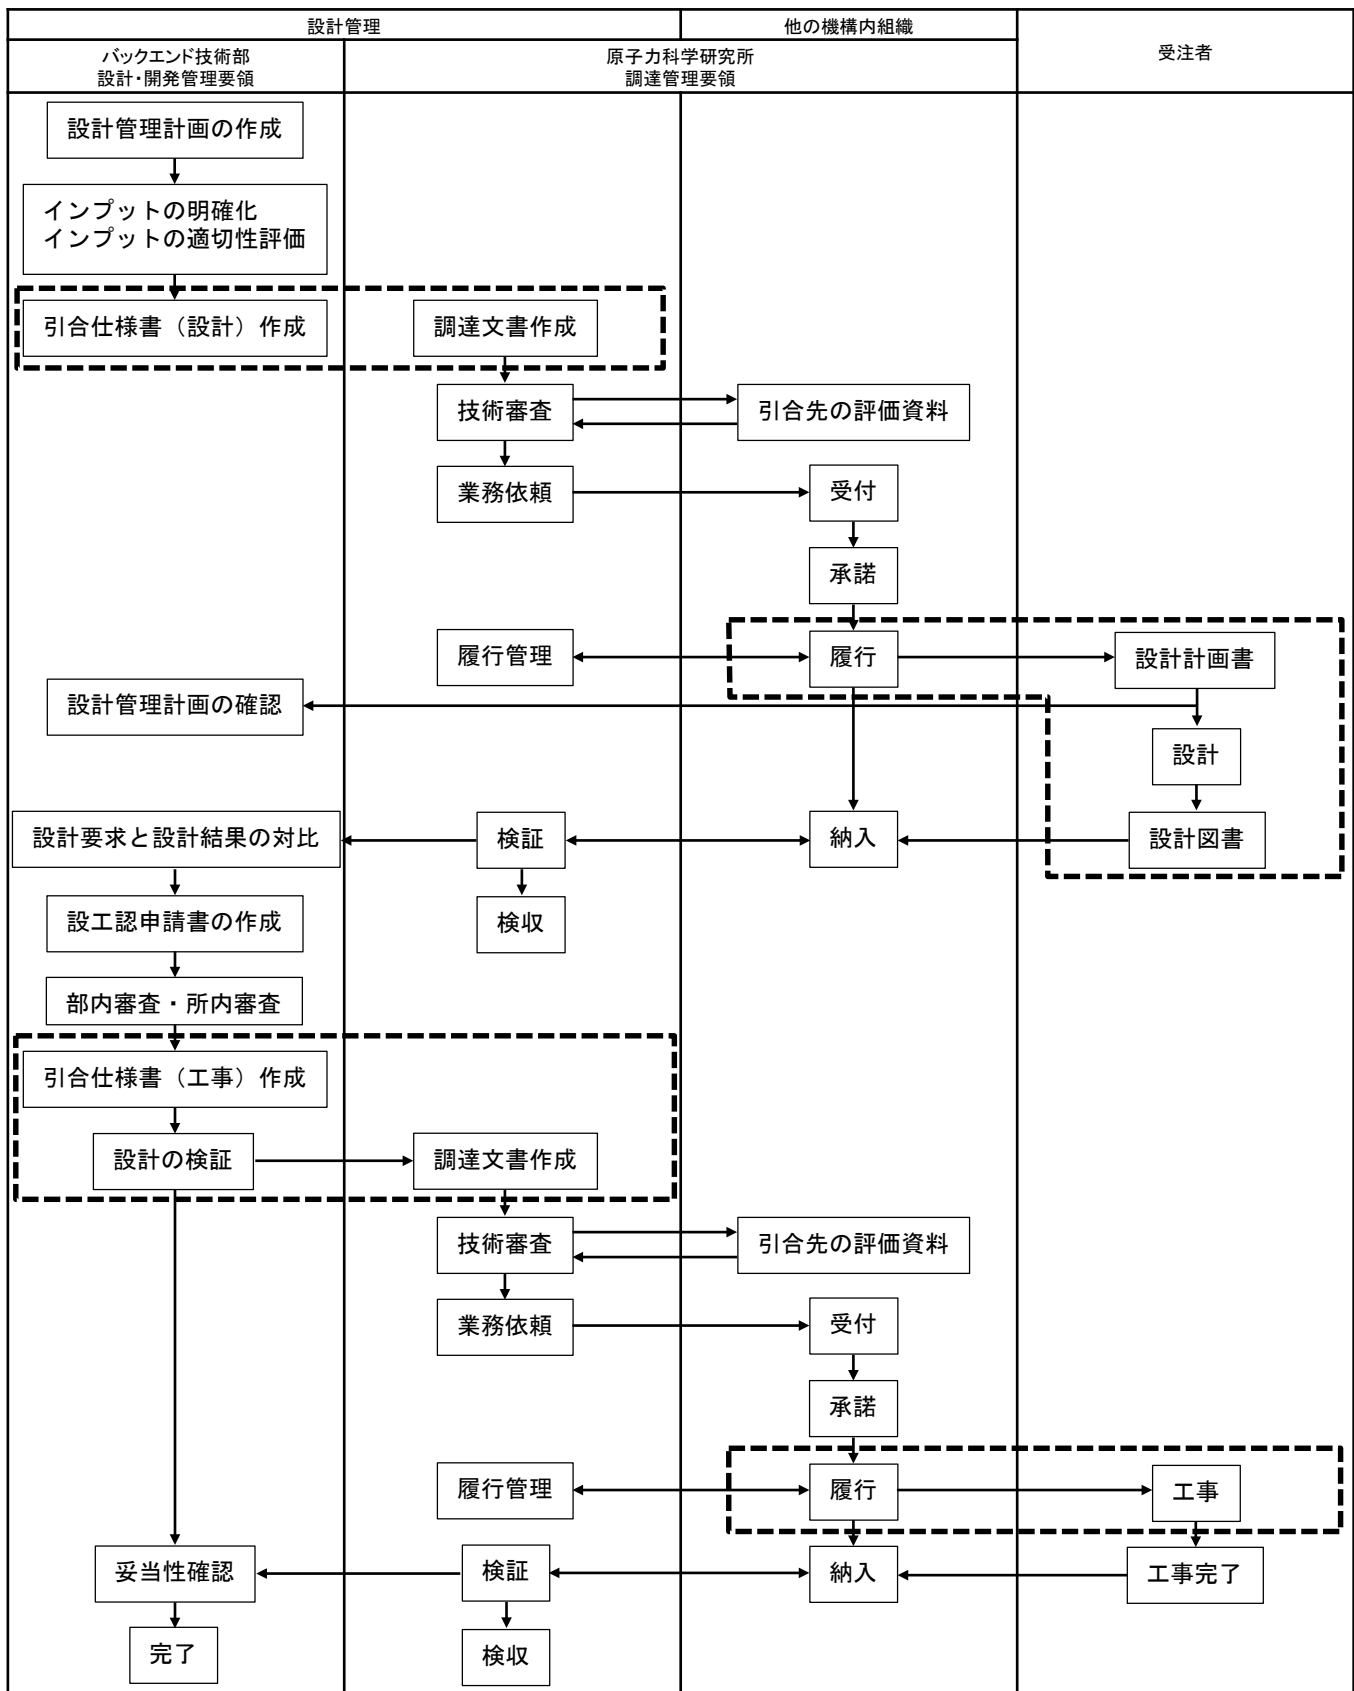 設計管理
他の機構内組織
受注者
バックエンド技術部
設計・開発管理要領
原子力科学研究所
調達管理要領
設計管理計画の作成
インプットの明確化
インプットの適切性評価
引合仕様書（設計）作成
調達文書作成
技術審査
引合先の評価資料
業務依頼
受付
承諾
履行管理
履行
設計計画書
設計管理計画の確認
設計
設計要求と設計結果の対比
検証
納入
設計図書
設工認申請書の作成
検収
部内審査・所内審査
引合仕様書（工事）作成
設計の検証
調達文書作成
技術審査
引合先の評価資料
業務依頼
受付
承諾
履行管理
履行
工事
妥当性確認
検証
納入
工事完了
完了
検収